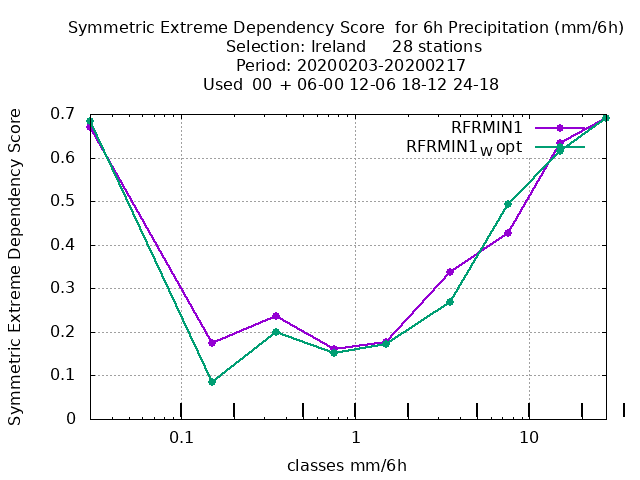 Symmetric Extreme Dependency Score  for 6h Precipitation (mm/6h)
Selection: Ireland     28 stations
Period: 20200203-20200217
Used  00  + 06-00 12-06 18-12 24-18
Symmetric Extreme Dependency Score
0.7
0.6
0.5
0.4
0.3
0.2
0.1
0
RFRMIN1
RFRMIN1W opt
0.1
1
10
classes mm/6h